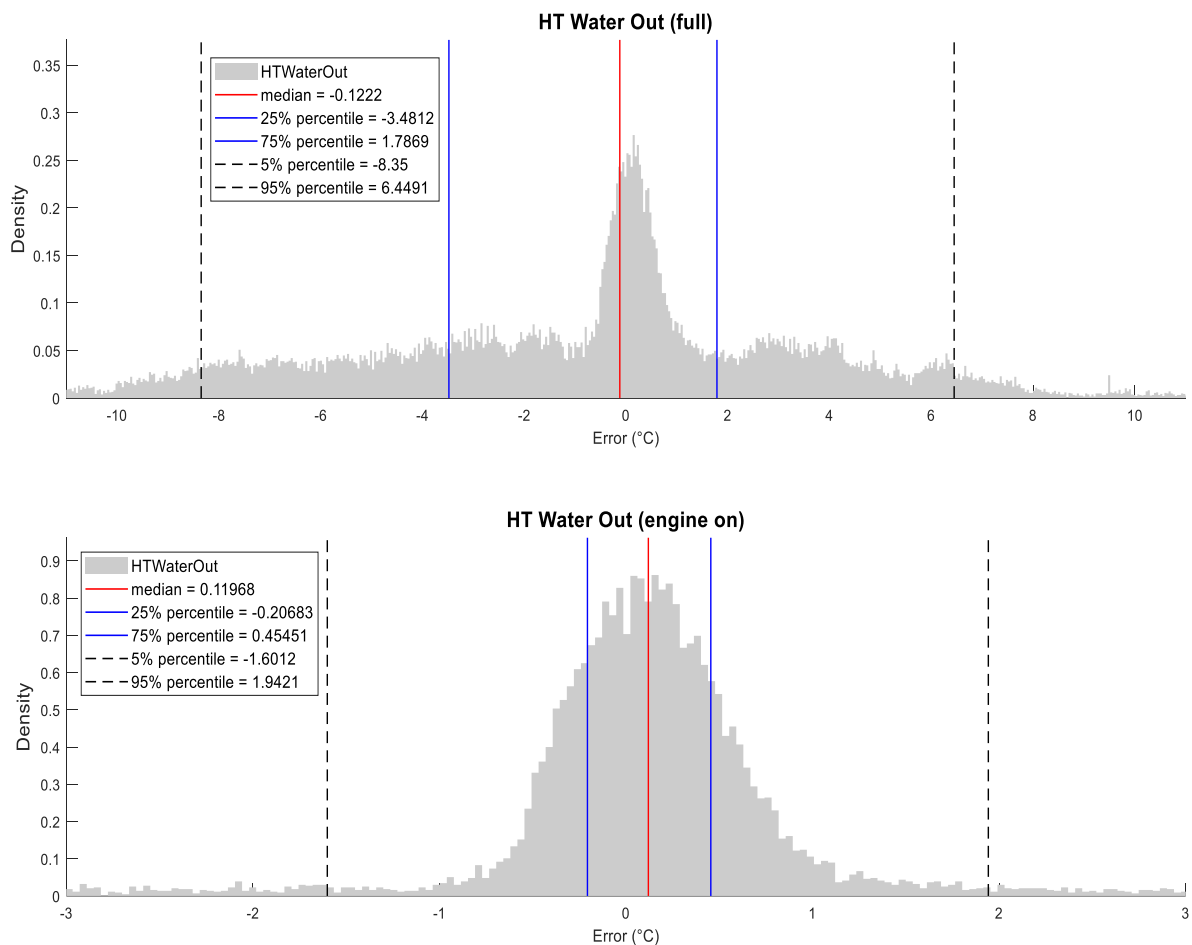 HT Water Out (full)
0.35
0.3
0.25
0.2
0.15
0.1
0.05
0
Density
HTWaterOut
median = -0.1222
25% percentile = -3.4812
75% percentile = 1.7869
5% percentile = -8.35
95% percentile = 6.4491
-10 -8 -6 -4 -2 0 2 4 6 8 10
Error (°C)
HT Water Out (engine on)
0.9
0.8
0.7
0.6
0.5
0.4
0.3
0.2
0.1
0
Density
HTWaterOut
median = 0.11968
25% percentile = -0.20683
75% percentile = 0.45451
5% percentile = -1.6012
95% percentile = 1.9421
-3 -2 -1 0 1 2 3
Error (°C)